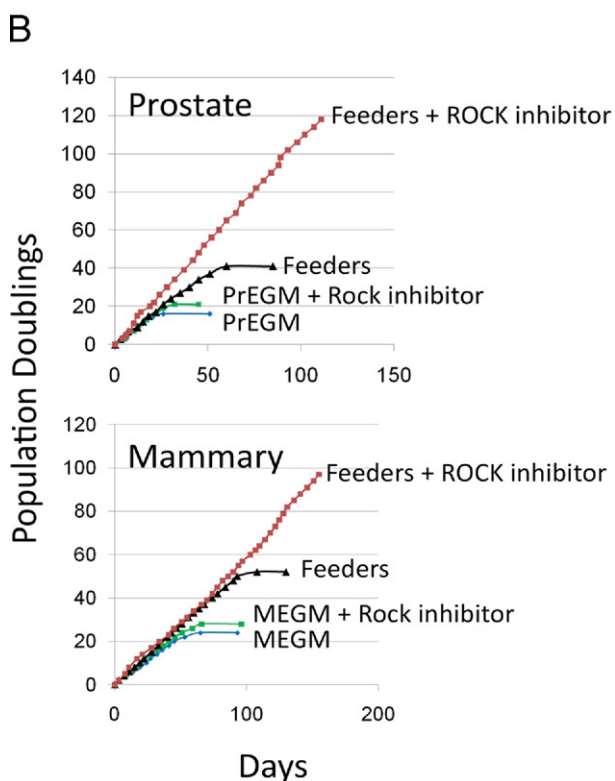 B
Population Doublings
140
120
100
80
60
40
20
0
Prostate
Feeders + ROCK inhibitor
Feeders
PrEGM + Rock inhibitor
PrEGM
0 50 100 150
120
100
80
60
40
20
0
Mammary
Feeders + ROCK inhibitor
Feeders
MEGM + Rock inhibitor
MEGM
0 100 200
Days